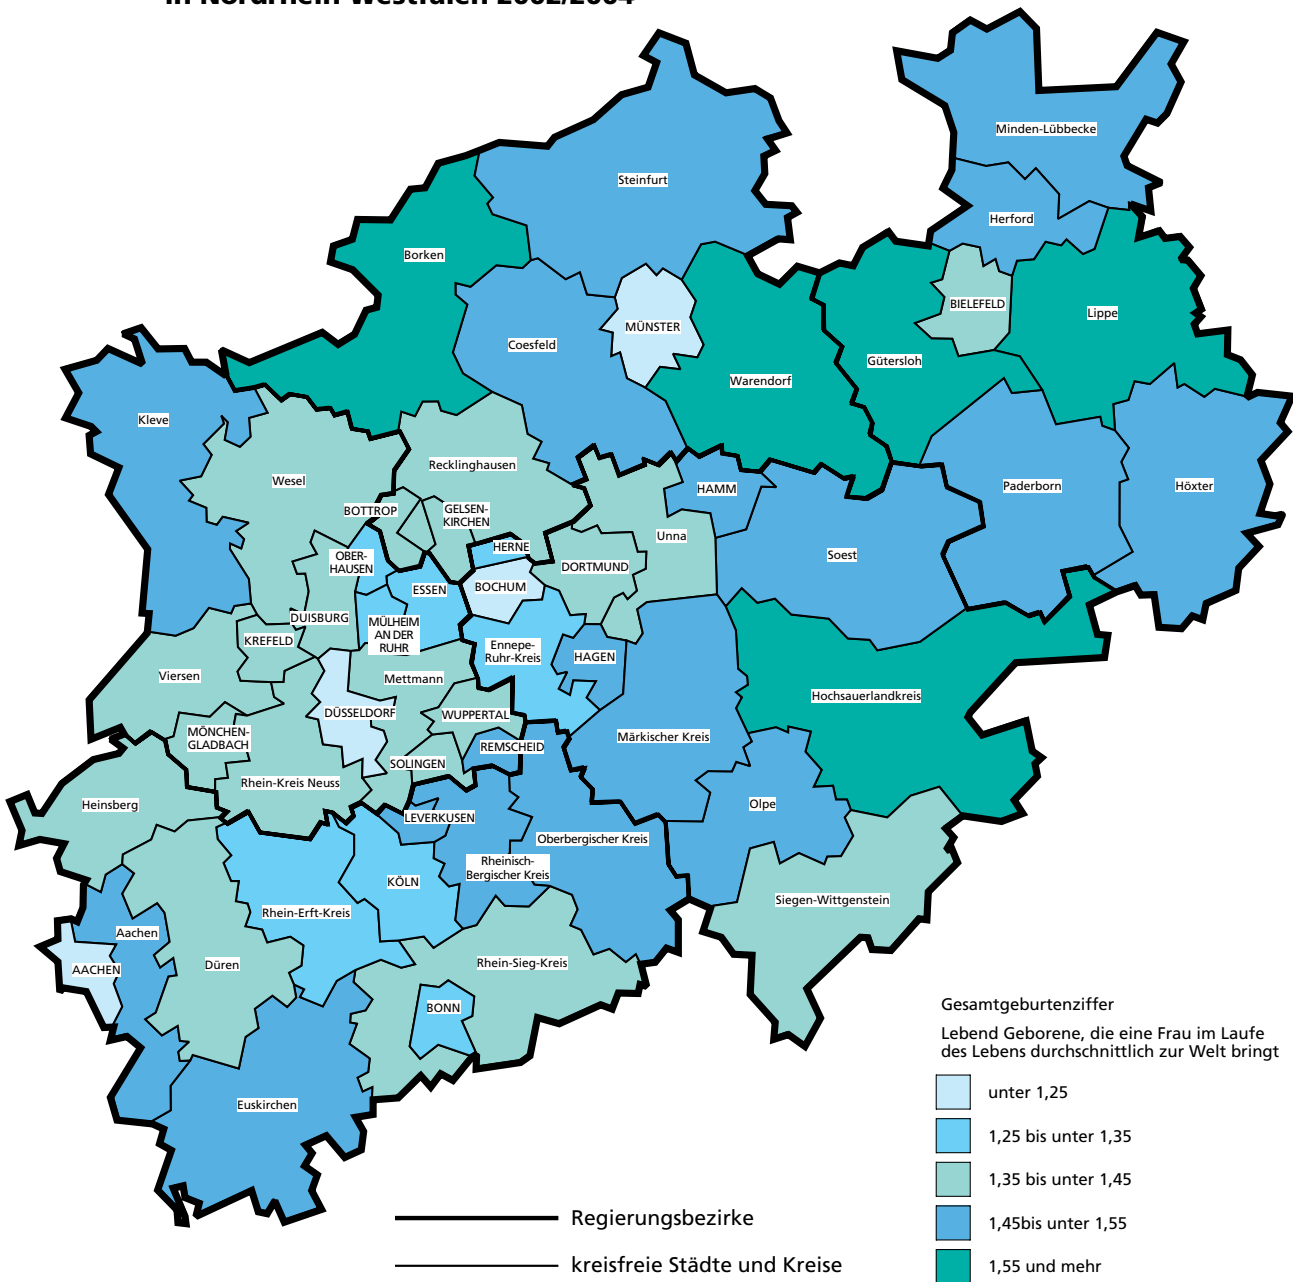 in Nordrhein-Westfalen 2002/2004
Minden-Lübbecke
Steinfurt
Herford
Borken
BIELEFELD
Lippe
MÜNSTER
Coesfeld
Gütersloh
Warendorf
Kleve
Recklinghausen
Wesel
HAMM
Paderborn
Höxter
BOTTROP
GELSEN-
KIRCHEN
Unna
HERNE
Soest
OBER-
HAUSEN
DORTMUND
ESSEN
BOCHUM
DUISBURG
MÜLHEIM
AN DER
RUHR
KREFELD
Ennepe-
Ruhr-Kreis
HAGEN
Viersen
Mettmann
Hochsauerlandkreis
DÜSSELDORF
WUPPERTAL
MÖNCHEN-
GLADBACH
Märkischer Kreis
REMSCHEID
SOLINGEN
Rhein-Kreis Neuss
Heinsberg
Olpe
LEVERKUSEN
Oberbergischer Kreis
Rheinisch-
Bergischer Kreis
KÖLN
Siegen-Wittgenstein
Rhein-Erft-Kreis
Aachen
Düren
Rhein-Sieg-Kreis
AACHEN
BONN
Euskirchen
Gesamtgeburtenziffer
Lebend Geborene, die eine Frau im Laufe
des Lebens durchschnittlich zur Welt bringt
unter 1,25
1,25 bis unter 1,35
1,35 bis unter 1,45
1,45bis unter 1,55
1,55 und mehr
Regierungsbezirke
kreisfreie Städte und Kreise